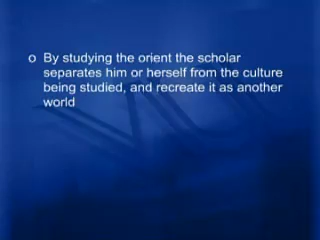 o By studying the orient the scholar
separates him or herself from the culture
being studied, and recreate it as another
world